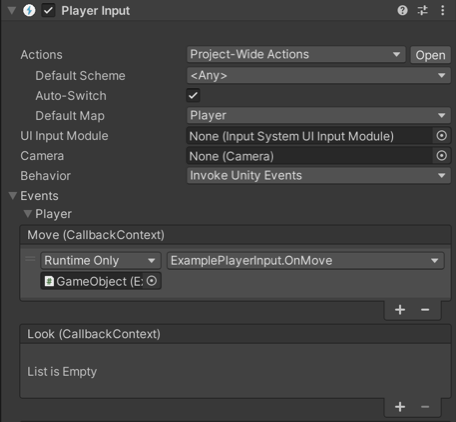 Player Input
Actions Project-Wide Actions Open
Default Scheme <Any>
Auto-Switch
Default Map Player
UI Input Module None (Input System UI Input Module)
Camera None (Camera)
Behavior Invoke Unity Events
Events
Player
Move (CallbackContext)
Runtime Only ExamplePlayerInput.OnMove
GameObject (E
Look (CallbackContext)
List is Empty